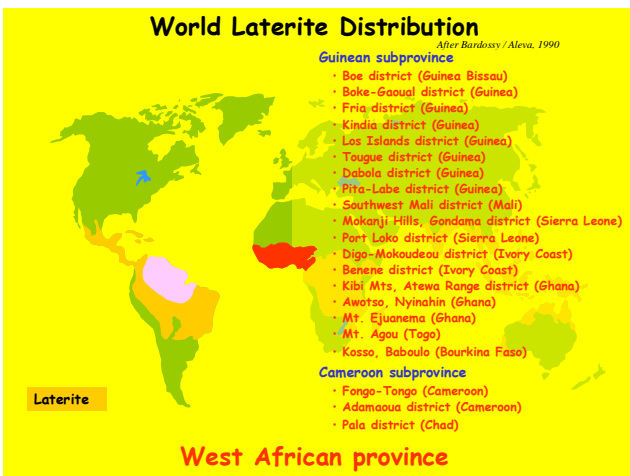 World Laterite Distribution
After Bardossy / Aleva, 1990
Guinean subprovince
• Boe district (Guinea Bissau)
• Boke-Gaoual district (Guinea)
• Fria district (Guinea)
• Kindia district (Guinea)
• Los Islands district (Guinea)
• Tougue district (Guinea)
• Dabola district (Guinea)
• Pita-Labe district (Guinea)
• Southwest Mali district (Mali)
• Mokanji Hills, Gondama district (Sierra Leone)
• Port Loko district (Sierra Leone)
• Digo-Mokoudeou district (Ivory Coast)
• Benene district (Ivory Coast)
• Kibi Mts, Atewa Range district (Ghana)
• Awotso, Nyinahin (Ghana)
• Mt. Ejuanema (Ghana)
• Mt. Agou (Togo)
• Kosso, Baboulo (Bourkina Faso)
Cameroon subprovince
• Fongo-Tongo (Cameroon)
• Adamaoua district (Cameroon)
• Pala district (Chad)
Laterite
West African province